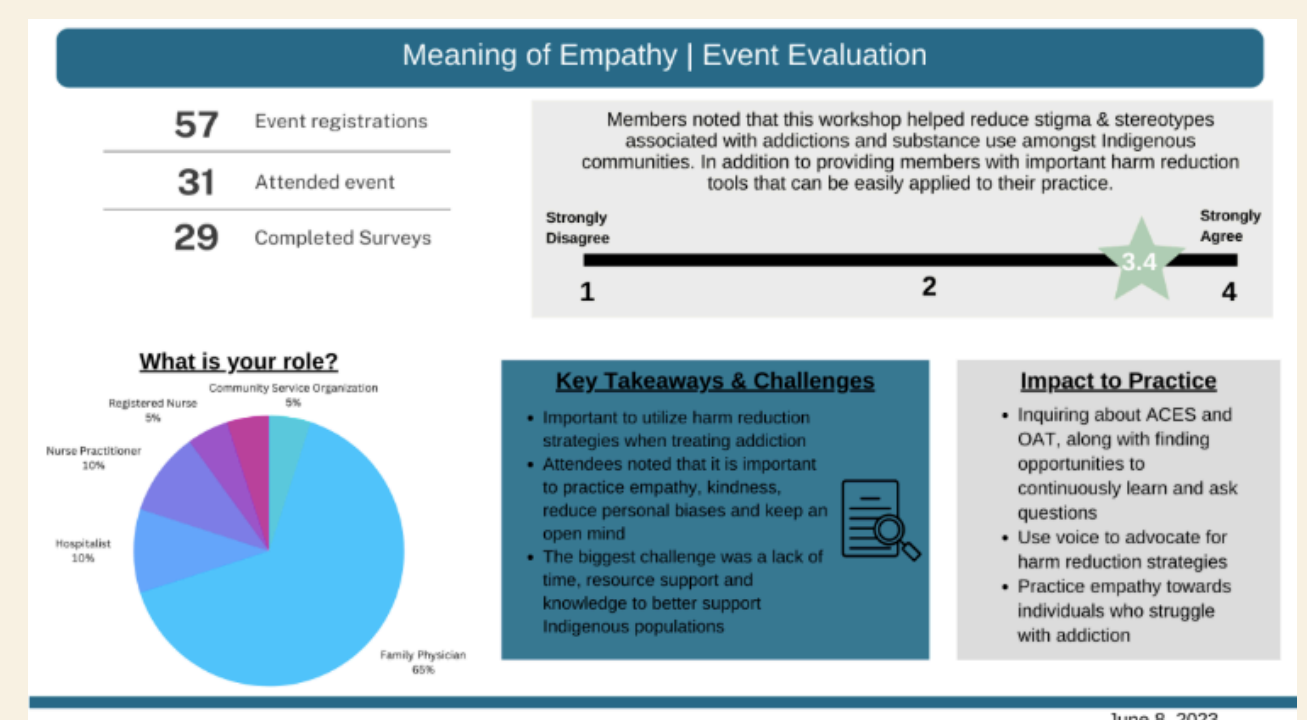 Meaning of Empathy | Event Evaluation
57 Event registrations
31 Attended event
29 Completed Surveys
Members noted that this workshop helped reduce stigma & stereotypes
associated with addictions and substance use amongst Indigenous
communities. In addition to providing members with important harm reduction
tools that can be easily applied to their practice.
Strongly
Disagree
Strongly
Agree
3.4
1
2
4
What is your role?
Community Service Organization
5%
Registered Nurse
5%
Nurse Practitioner
10%
Hospitalist
10%
Family Physician
65%
Key Takeaways & Challenges
• Important to utilize harm reduction
strategies when treating addiction
• Attendees noted that it is important
to practice empathy, kindness,
reduce personal biases and keep an
open mind
• The biggest challenge was a lack of
time, resource support and
knowledge to better support
Indigenous populations
Impact to Practice
• Inquiring about ACES and
OAT, along with finding
opportunities to
continuously learn and ask
questions
• Use voice to advocate for
harm reduction strategies
• Practice empathy towards
individuals who struggle
with addiction
June 8, 2023